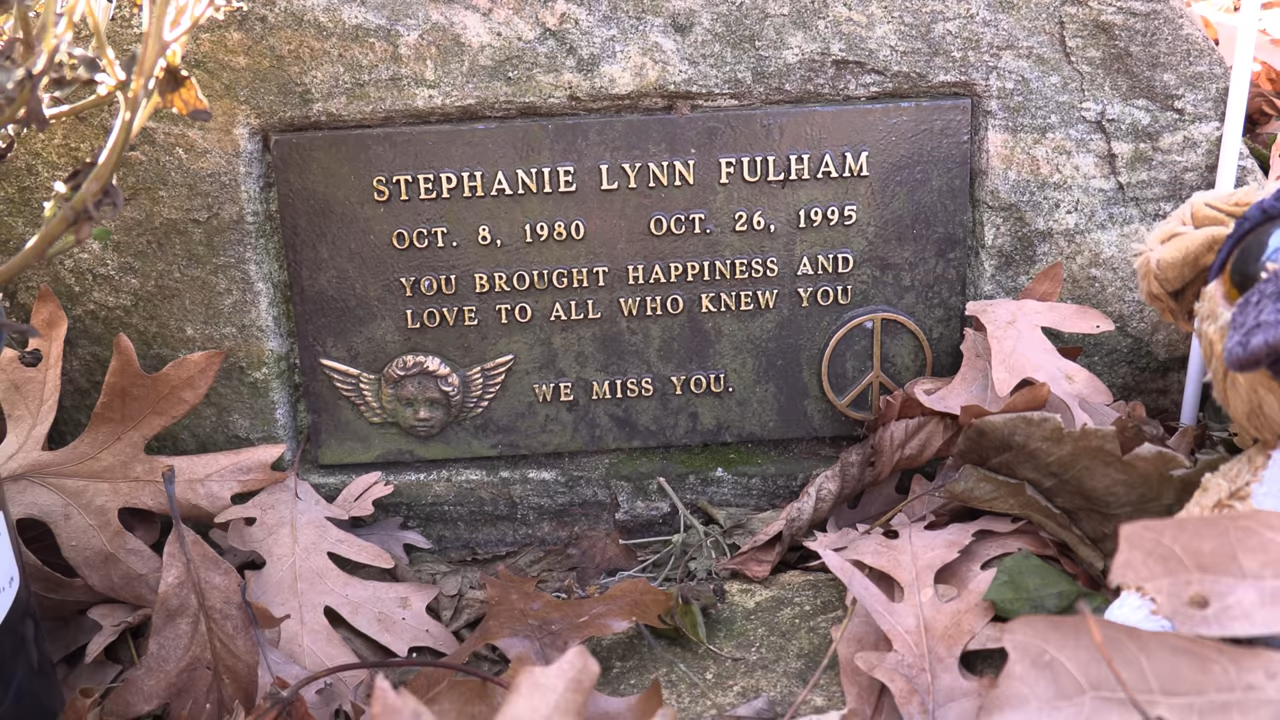 STEPHANIE LYNN FULHAM
OCT. 8, 1980 OCT. 26, 1995
YOU BROUGHT HAPPINESS AND
LOVE TO ALL WHO KNEW YOU
WE MISS YOU.